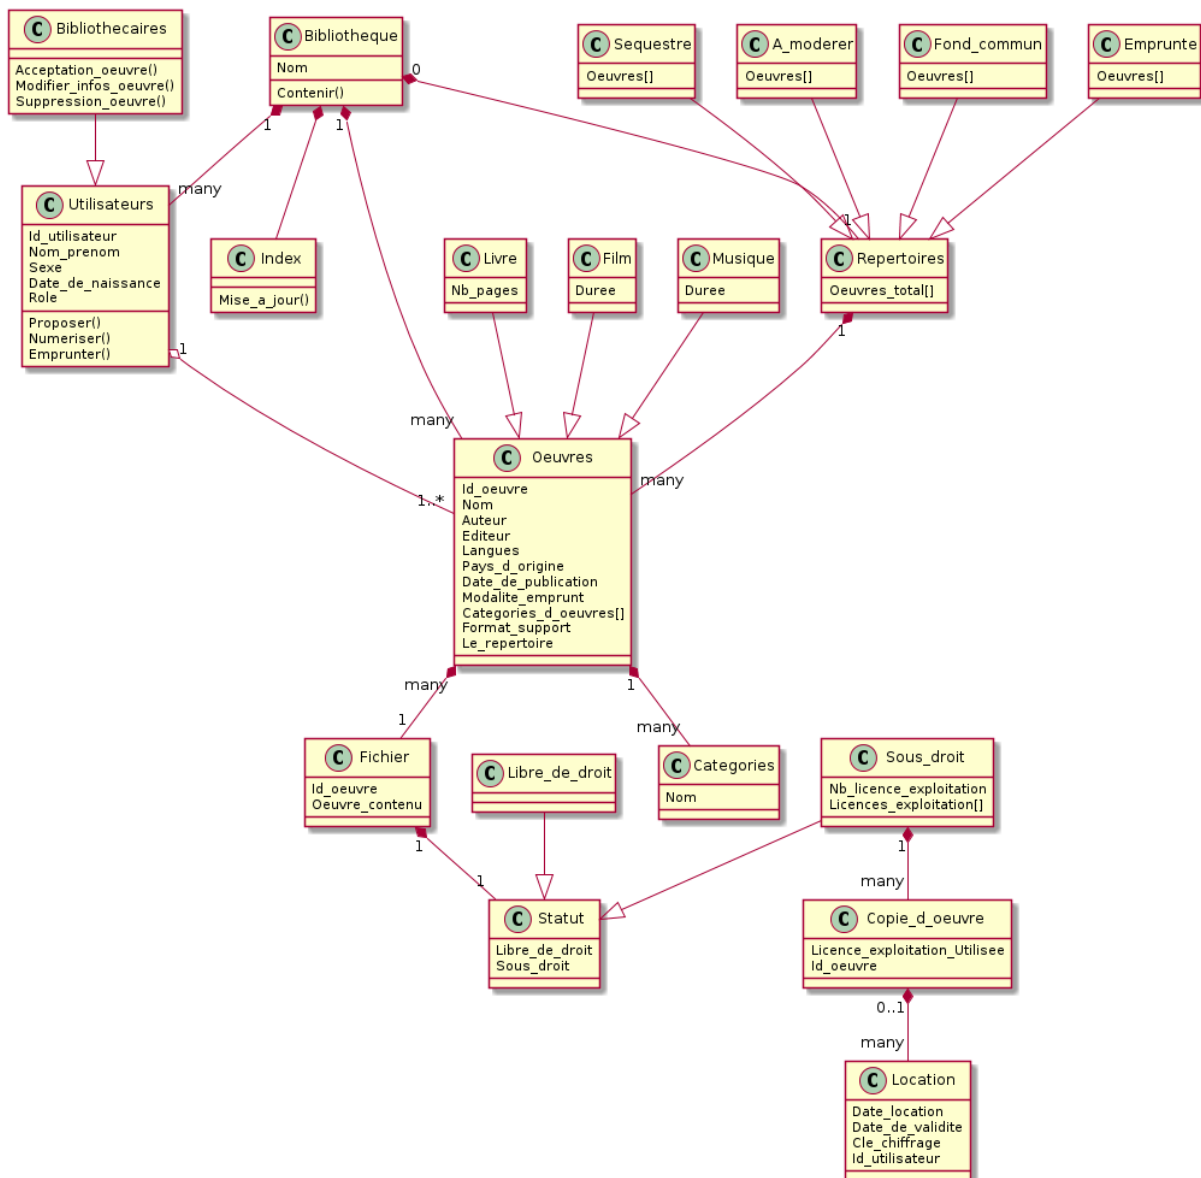 C Bibliothecaires
Acceptation_oeuvre()
Modifier_infos_oeuvre()
Suppression_oeuvre()
C Bibliotheque
Nom
Contenir()
C Sequestre
Oeuvres[]
C A_moderer
Oeuvres[]
C Fond_commun
Oeuvres[]
C Emprunte
Oeuvres[]
0
1
1
many
1
C Utilisateurs
Id_utilisateur
Nom_prenom
Sexe
Date_de_naissance
Role
Proposer()
Numeriser()
Emprunter()
C Index
Mise_a_jour()
C Livre
Nb_pages
C Film
Duree
C Musique
Duree
C Repertoires
Oeuvres_total[]
1
1
many
many
1..*
C Oeuvres
Id_oeuvre
Nom
Auteur
Editeur
Langues
Pays_d_origine
Date_de_publication
Modalite_emprunt
Categories_d_oeuvres[]
Format_support
Le_repertoire
many
1
1
many
C Fichier
Id_oeuvre
Oeuvre_contenu
C Libre_de_droit
C Categories
Nom
C Sous_droit
Nb_licence_exploitation
Licences_exploitation[]
1
1
1
many
C Statut
Libre_de_droit
Sous_droit
C Copie_d_oeuvre
Licence_exploitation_Utilisee
Id_oeuvre
0..1
many
C Location
Date_location
Date_de_validite
Cle_chiffrage
Id_utilisateur